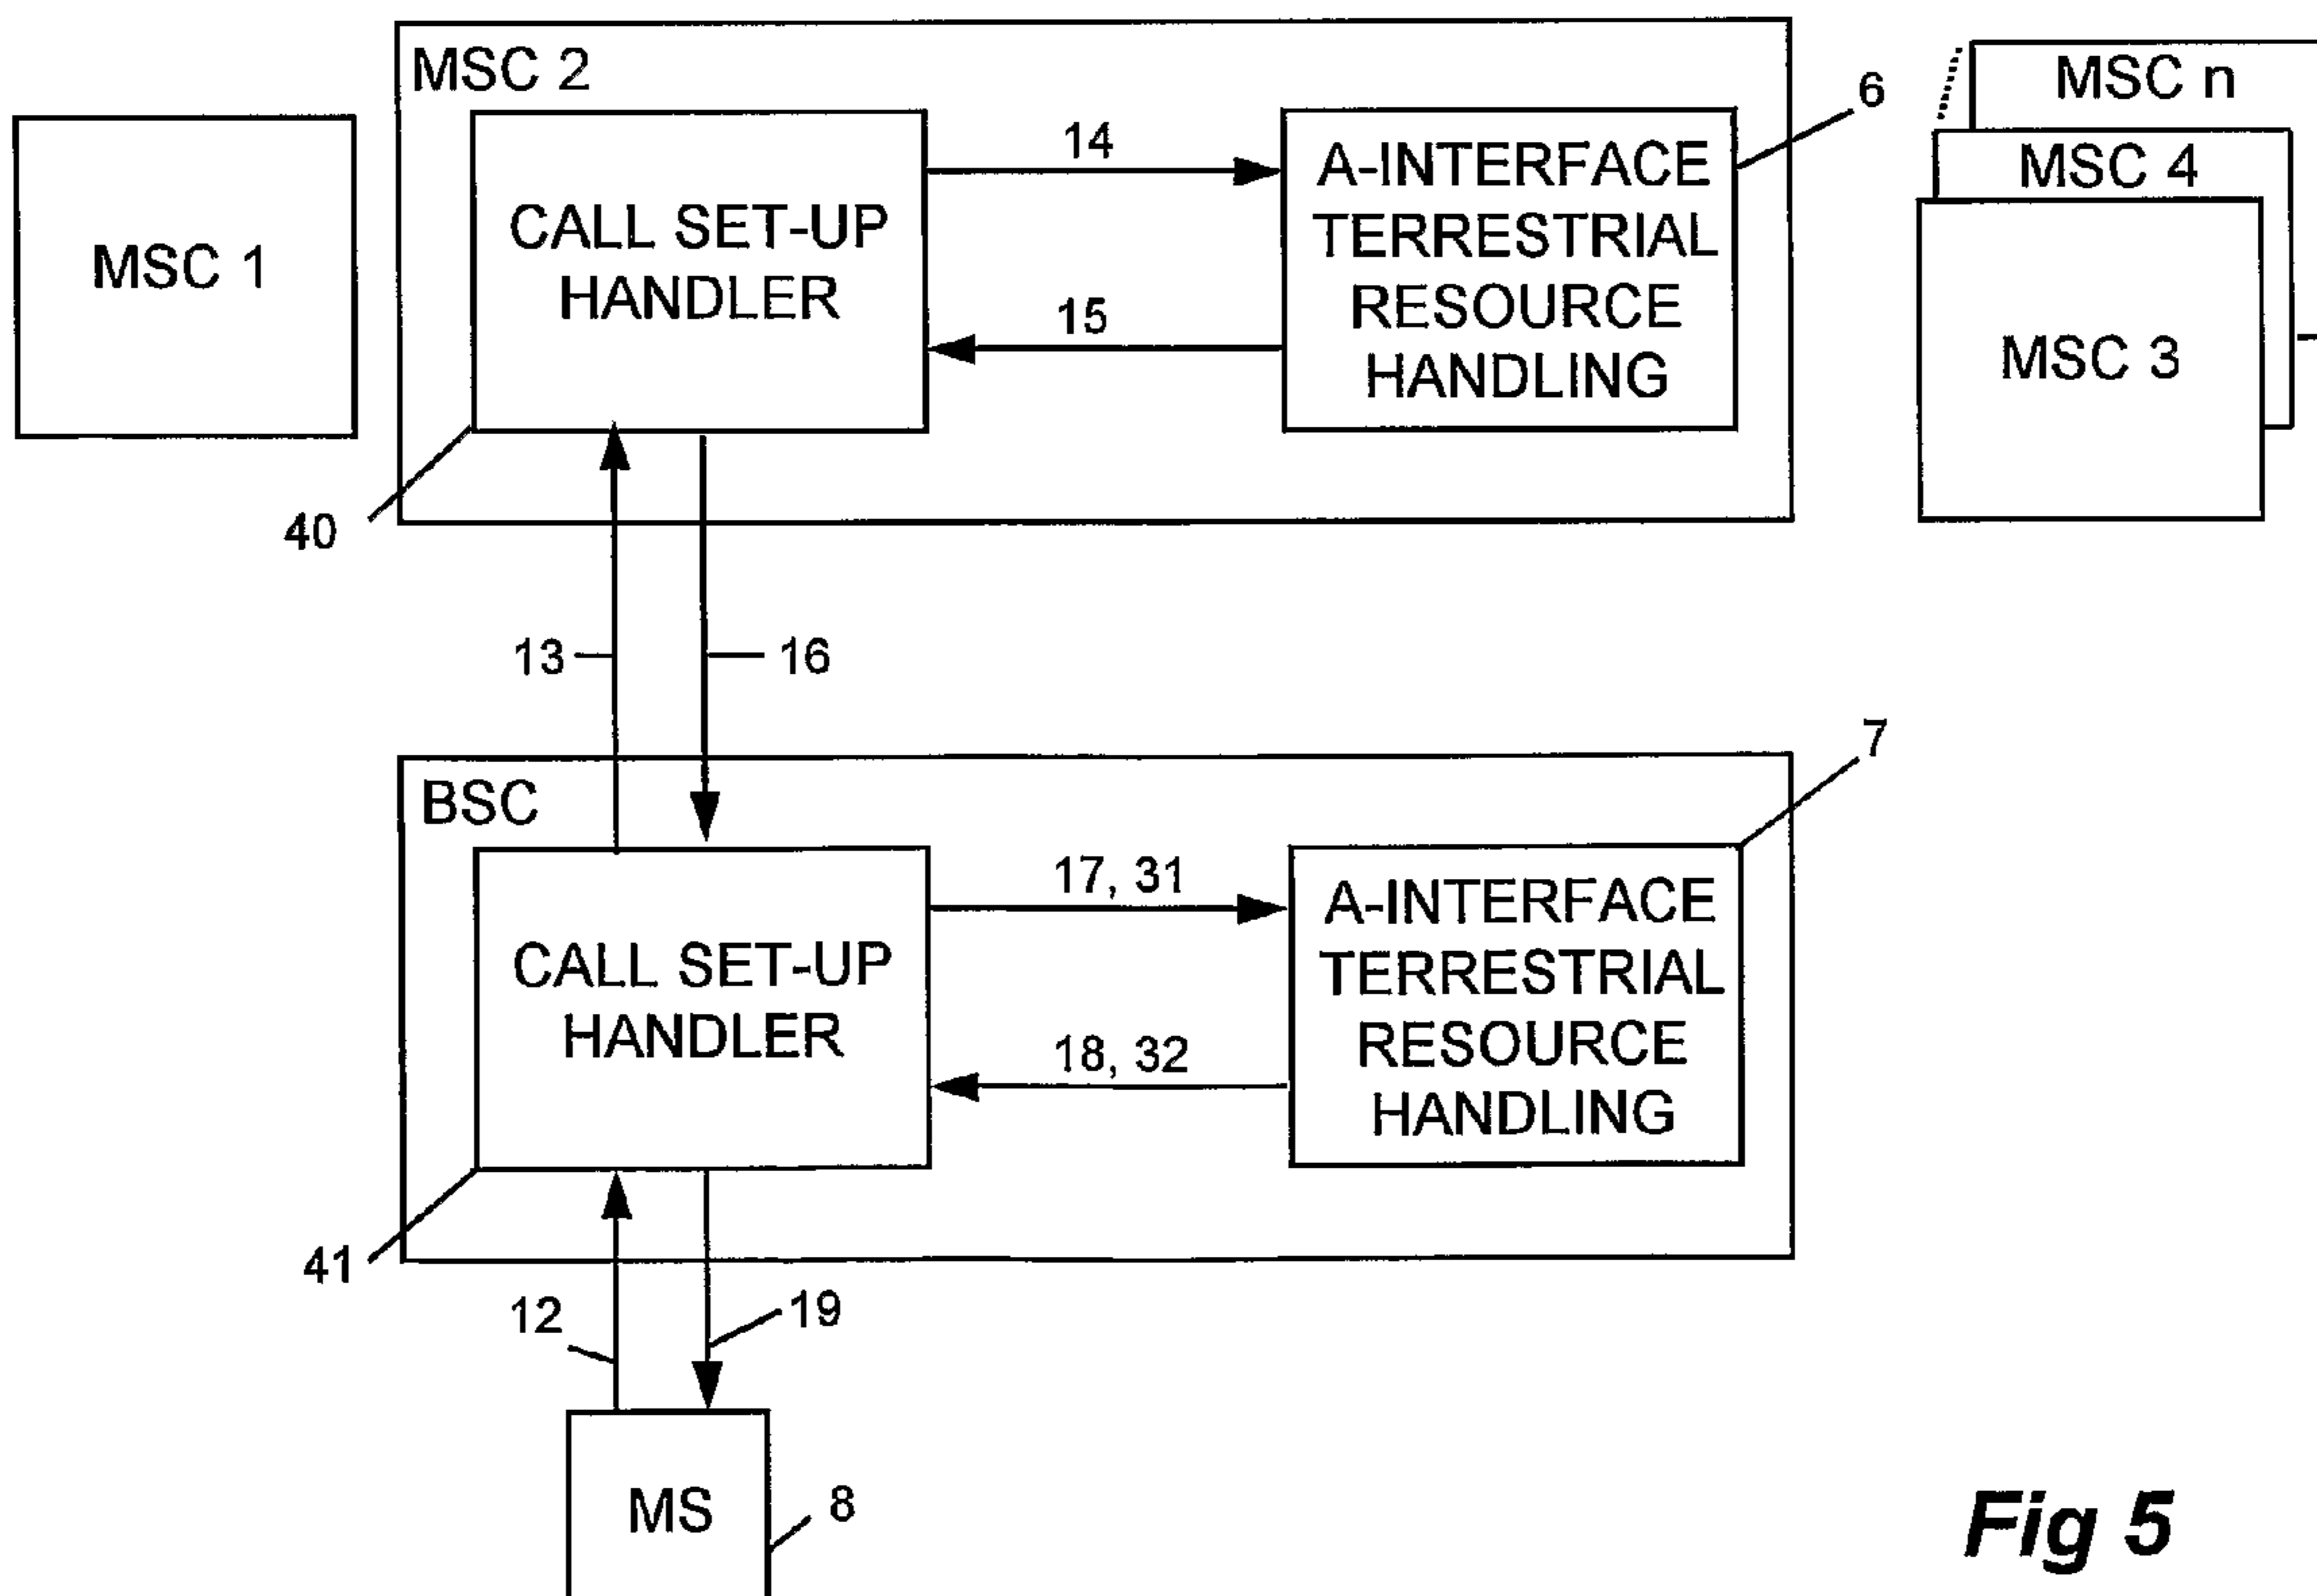 MSC 2
MSC n
6
14
A-INTERFACE
TERRESTRIAL
RESOURCE
HANDLING
MSC 4
CALL SET-UP
HANDLER
MSC 1
15
MSC 3
40
13
16
7
BSC
17, 31
A-INTERFACE
TERRESTRIAL
RESOURCE
HANDLING
CALL SET-UP
HANDLER
18, 32
41
12
19
MS
8
Fig 5